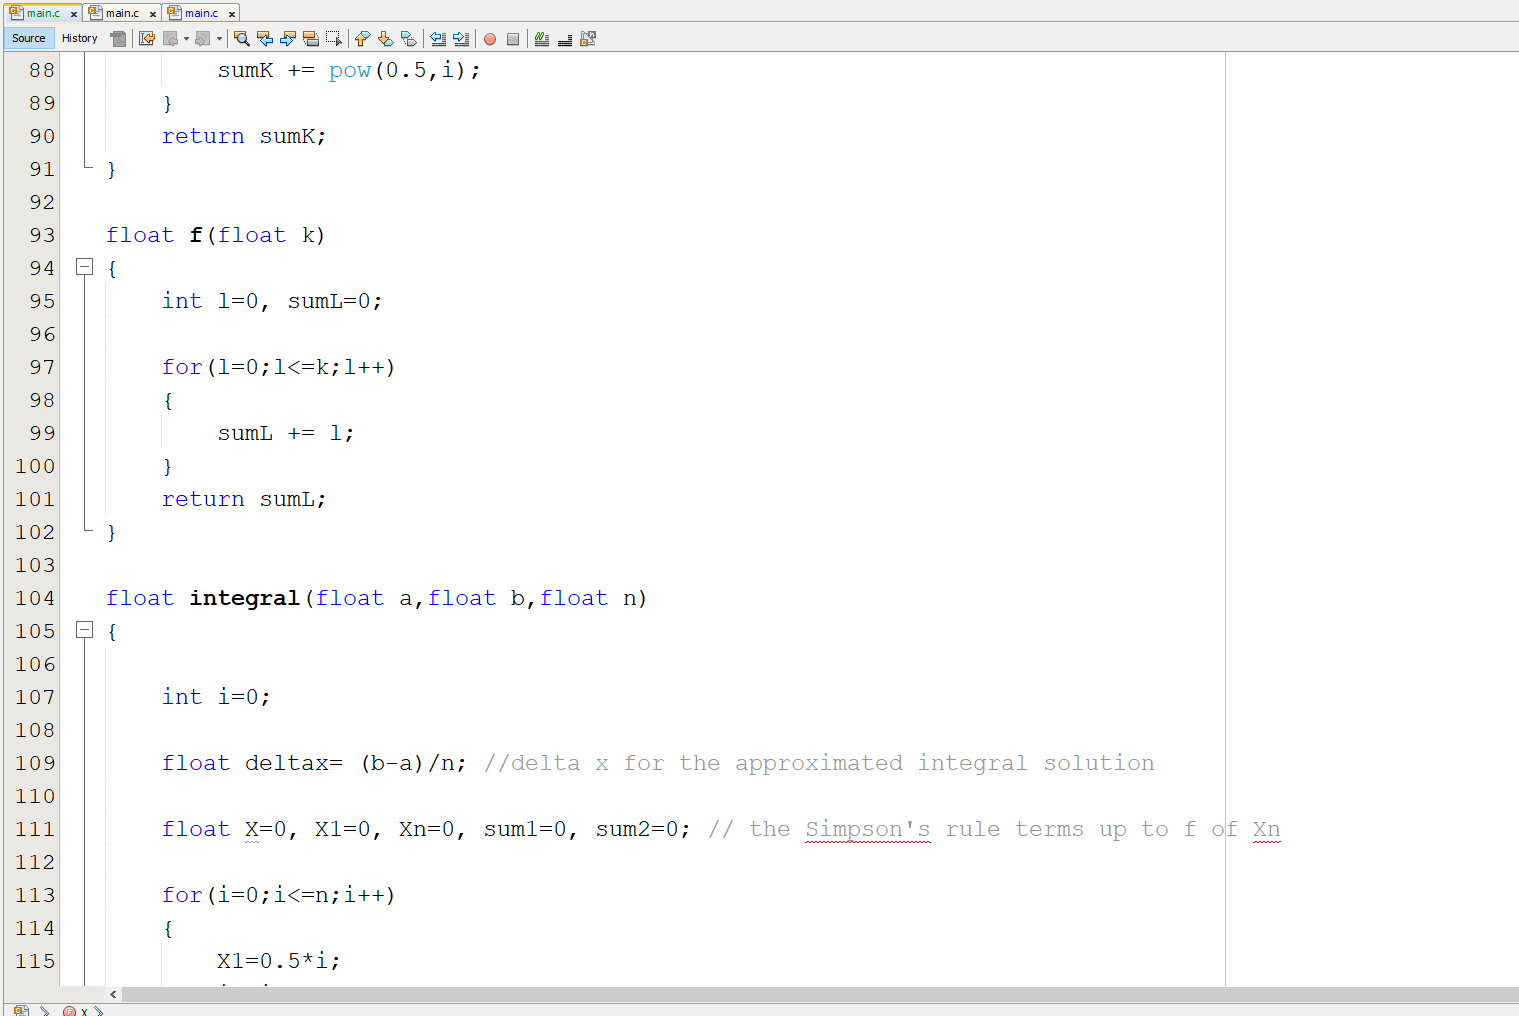 main.c x main.c x main.c x
Source History
88 sumK += pow(0.5,i);
89 }
90 return sumK;
91 }
92
93 float f(float k)
94 {
95 int l=0, sumL=0;
96
97 for(l=0;l<=k;l++)
98 {
99 sumL += l;
100 }
101 return sumL;
102 }
103
104 float integral(float a,float b,float n)
105 {
106
107 int i=0;
108
109 float deltax= (b-a)/n; //delta x for the approximated integral solution
110
111 float X=0, X1=0, Xn=0, sum1=0, sum2=0; // the Simpson's rule terms up to f of Xn
112
113 for(i=0;i<=n;i++)
114 {
115 X1=0.5*i;